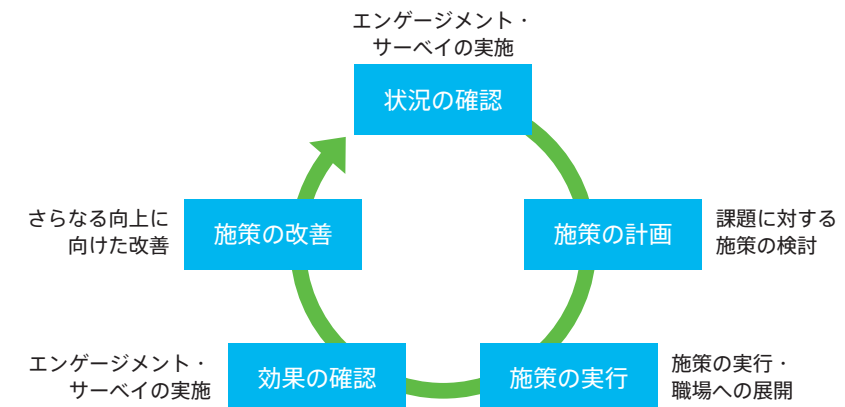 エンゲージメント・
サーベイの実施
状況の確認
施策の計画
課題に対する
施策の検討
施策の実行
施策の実行・
職場への展開
効果の確認
エンゲージメント・
サーベイの実施
施策の改善
さらなる向上に
向けた改善